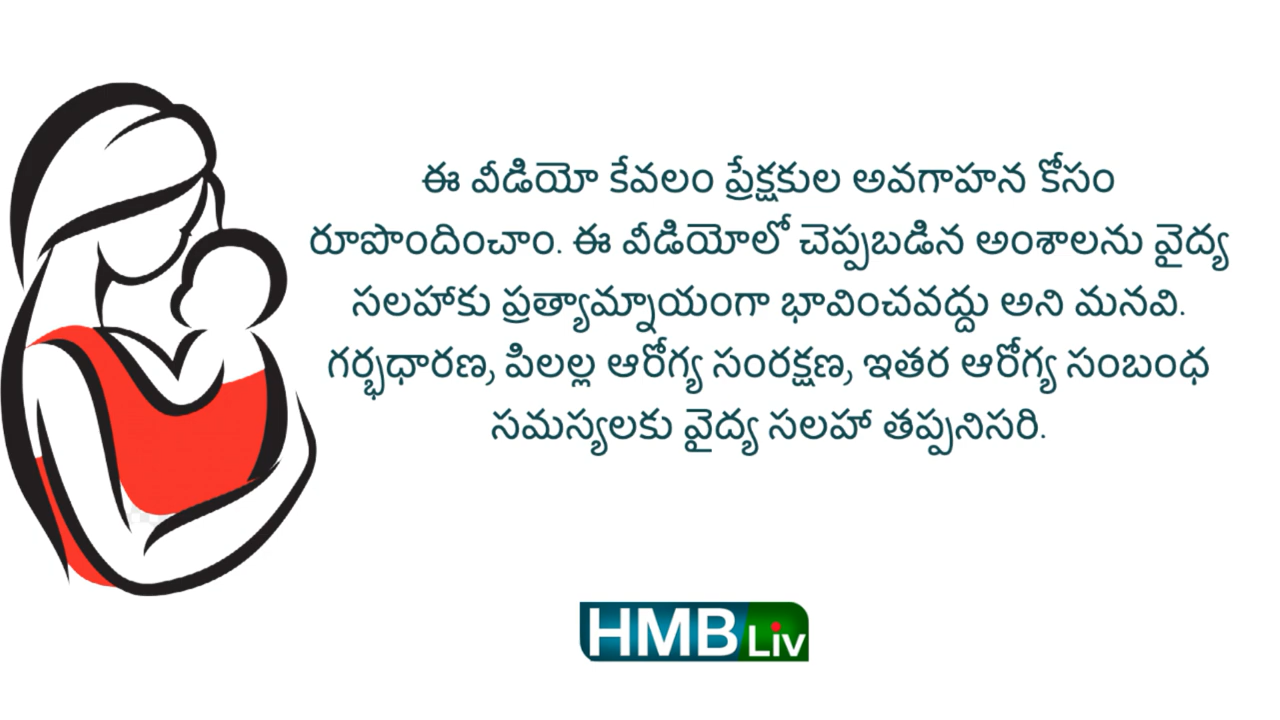 ఈ వీడియో కేవలం ప్రేక్షకుల అవగాహన కోసం
రూపొందించాం. ఈ వీడియోలో చెప్పబడిన అంశాలను వైద్య
సలహాకు ప్రత్యామ్నాయంగా భావించవద్దు అని మనవి.
గర్భధారణ, పిలల్ల ఆరోగ్య సంరక్షణ, ఇతర ఆరోగ్య సంబంధ
సమస్యలకు వైద్య సలహా తప్పనిసరి.
HMB Liv